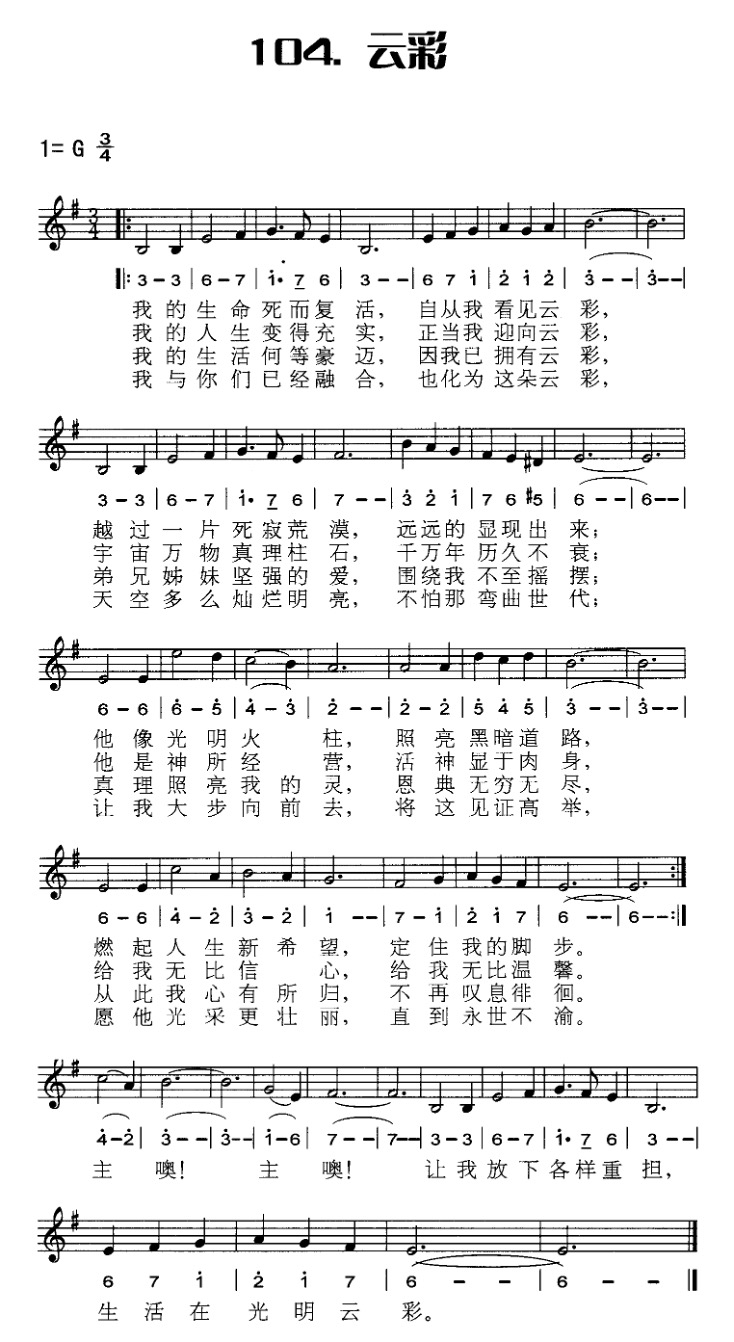 104. 云彩
1= G 3/4
‖: 3 - 3 | 6 - 7 | 1̇· 7̲ 6 | 3 - - | 6 7 1̇ | 2̇ 1̇ 2̇ | 3̇ - - | 3̇ - - |
我的生命死而复活，自从我看见云彩，
我的人生变得充实，正当我迎向云彩，
我的生活何等豪迈，因我已拥有云彩，
我与你们已经融合，也化为这朵云彩，
3 - 3 | 6 - 7 | 1̇· 7̲ 6 | 7 - - | 3̇ 2̇ 1̇ | 7 6 #5 | 6 - - | 6 - - |
越过一片死寂荒漠，远远的显现出来；
宇宙万物真理柱石，千万年历久不衰；
弟兄姊妹坚强的爱，围绕我不至摇摆；
天空多么灿烂明亮，不怕那弯曲世代；
6 - 6 | 6̇ - 5̇ | 4̇ - 3̇ | 2̇ - - | 2̇ - 2̇ | 5̇ 4̇ 5̇ | 3̇ - - | 3̇ - - |
他像光明火柱，照亮黑暗道路，
他是神所经营，活神显于肉身，
真理照亮我的灵，恩典无穷无尽，
让我大步向前去，将这见证高举，
6 - 6 | 4̇ - 2̇ | 3̇ - 2̇ | 1̇ - - | 7 - 1̇ | 2̇ 1̇ 7 | 6 - - | 6 - - :‖
燃起人生新希望，定住我的脚步。
给我无比信心，给我无比温馨。
从此我心有所归，不再叹息徘徊。
愿他光采更壮丽，直到永世不渝。
4̇ - 2̇ | 3̇ - - | 3̇ - - | 1̇ - 6 | 7 - - | 7 - - | 3 - 3 | 6 - 7 | 1̇· 7̲ 6 | 3 - - |
主噢！主噢！让我放下各样重担，
6 7 1̇ | 2̇ 1̇ 7 | 6 - - | 6 - - ‖
生活在光明云彩。